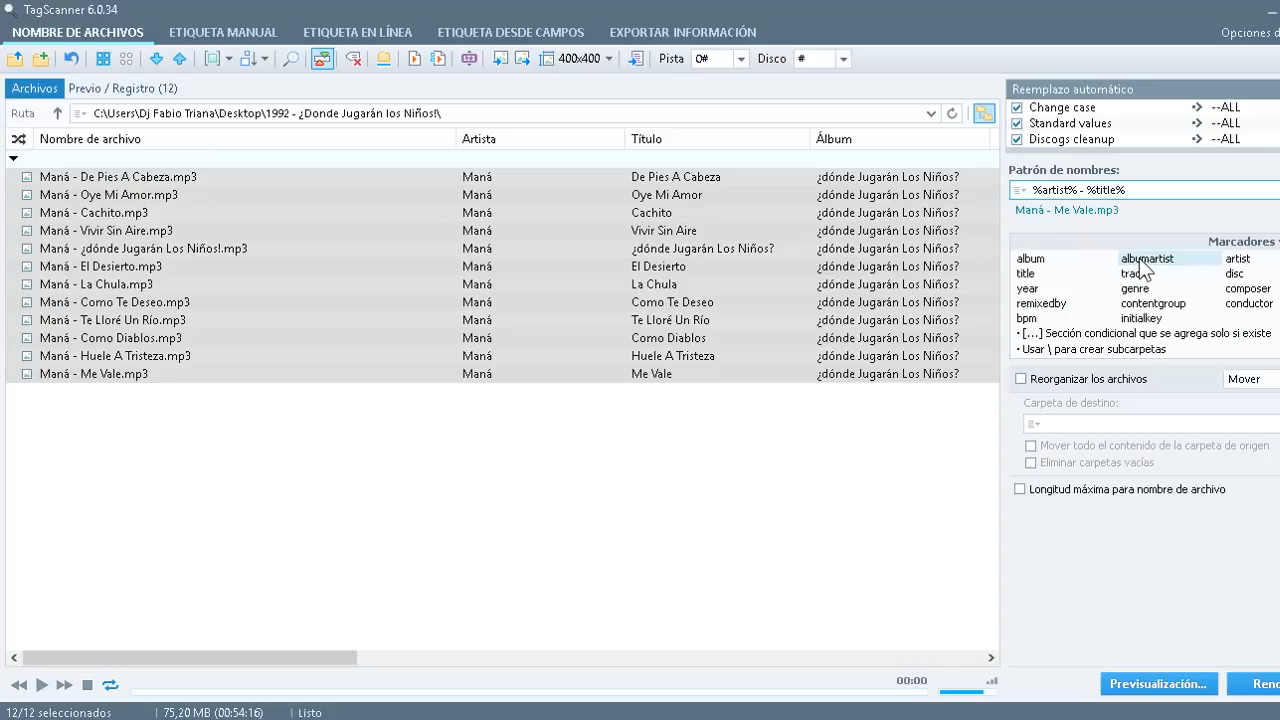 TagScanner 6.0.34
NOMBRE DE ARCHIVOS ETIQUETA MANUAL ETIQUETA EN LÍNEA ETIQUETA DESDE CAMPOS EXPORTAR INFORMACIÓN Opciones d
400x400 Pista 0# Disco #
Archivos Previo / Registro (12)
Ruta C:\Users\Dj Fabio Triana\Desktop\1992 - ¿Donde Jugarán los Niños!\
Nombre de archivo Artista Título Álbum
Maná - De Pies A Cabeza.mp3 Maná De Pies A Cabeza ¿dónde Jugarán Los Niños?
Maná - Oye Mi Amor.mp3 Maná Oye Mi Amor ¿dónde Jugarán Los Niños?
Maná - Cachito.mp3 Maná Cachito ¿dónde Jugarán Los Niños?
Maná - Vivir Sin Aire.mp3 Maná Vivir Sin Aire ¿dónde Jugarán Los Niños?
Maná - ¿dónde Jugarán Los Niños!.mp3 Maná ¿dónde Jugarán Los Niños? ¿dónde Jugarán Los Niños?
Maná - El Desierto.mp3 Maná El Desierto ¿dónde Jugarán Los Niños?
Maná - La Chula.mp3 Maná La Chula ¿dónde Jugarán Los Niños?
Maná - Como Te Deseo.mp3 Maná Como Te Deseo ¿dónde Jugarán Los Niños?
Maná - Te Lloré Un Río.mp3 Maná Te Lloré Un Río ¿dónde Jugarán Los Niños?
Maná - Como Diablos.mp3 Maná Como Diablos ¿dónde Jugarán Los Niños?
Maná - Huele A Tristeza.mp3 Maná Huele A Tristeza ¿dónde Jugarán Los Niños?
Maná - Me Vale.mp3 Maná Me Vale ¿dónde Jugarán Los Niños?
Reemplazo automático
Change case --ALL
Standard values --ALL
Discogs cleanup --ALL
Patrón de nombres:
%artist% - %title%
Maná - Me Vale.mp3
Marcadores
album albumartist artist
title disc
year genre composer
remixedby contentgroup conductor
bpm initialkey
• [...] Sección condicional que se agrega solo si existe
• Usar \ para crear subcarpetas
Reorganizar los archivos Mover
Carpeta de destino:
Mover todo el contenido de la carpeta de origen
Eliminar carpetas vacías
Longitud máxima para nombre de archivo
00:00
Previsualización... Reno
12/12 seleccionados 75,20 MB (00:54:16) Listo